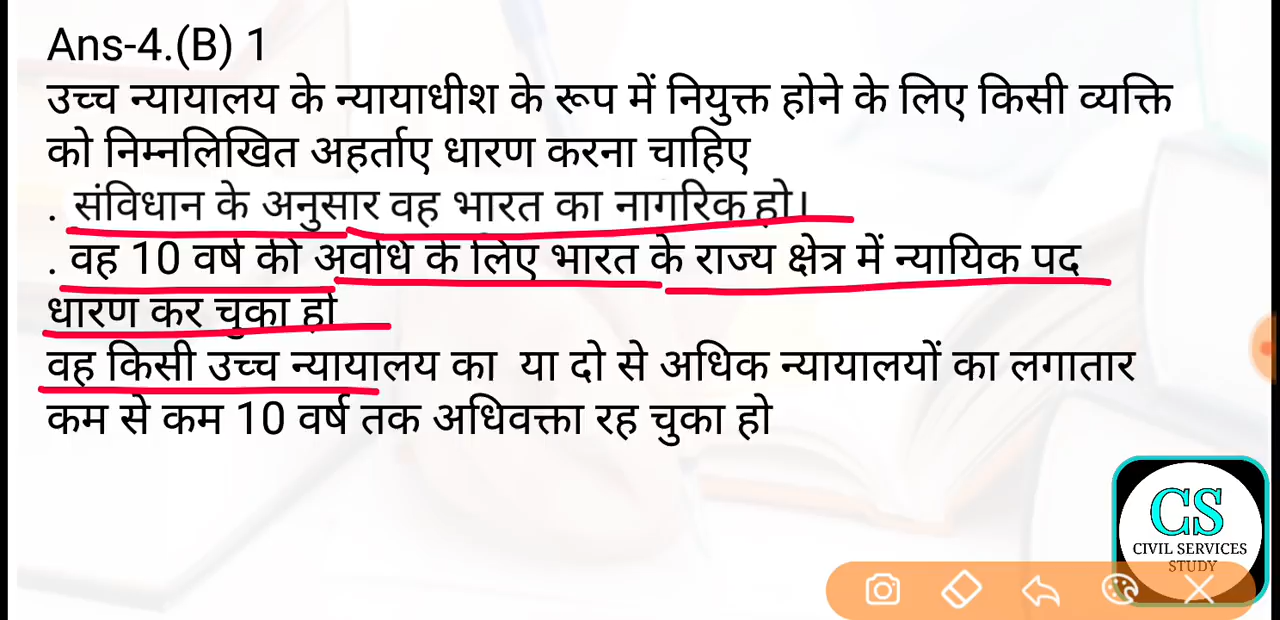 Ans-4.(B) 1
उच्च न्यायालय के न्यायाधीश के रूप में नियुक्त होने के लिए किसी व्यक्ति
को निम्नलिखित अहर्ताए धारण करना चाहिए
. संविधान के अनुसार वह भारत का नागरिक हो।
. वह 10 वर्ष की अवधि के लिए भारत के राज्य क्षेत्र में न्यायिक पद
धारण कर चुका हो
वह किसी उच्च न्यायालय का या दो से अधिक न्यायालयों का लगातार
कम से कम 10 वर्ष तक अधिवक्ता रह चुका हो
CS
CIVIL SERVICES
STUDY